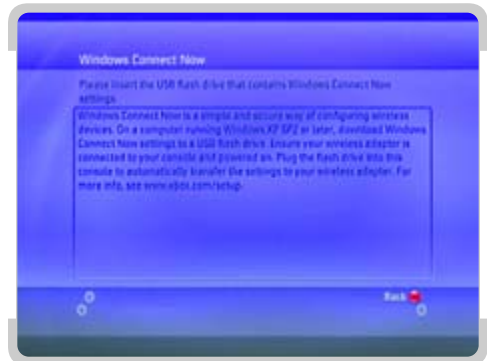 Windows Connect Now
Please insert the USB flash drive that contains Windows Connect Now
settings.
Windows Connect Now is a simple and secure way of configuring wireless
devices. On a computer running Windows XP SP2 or later, download Windows
Connect Now settings to a USB flash drive. Ensure your wireless adapter is
connected to your console and powered on. Plug the flash drive into this
console to automatically transfer the settings to your wireless adapter. For
more info, see www.xbox.com/setup.
Back